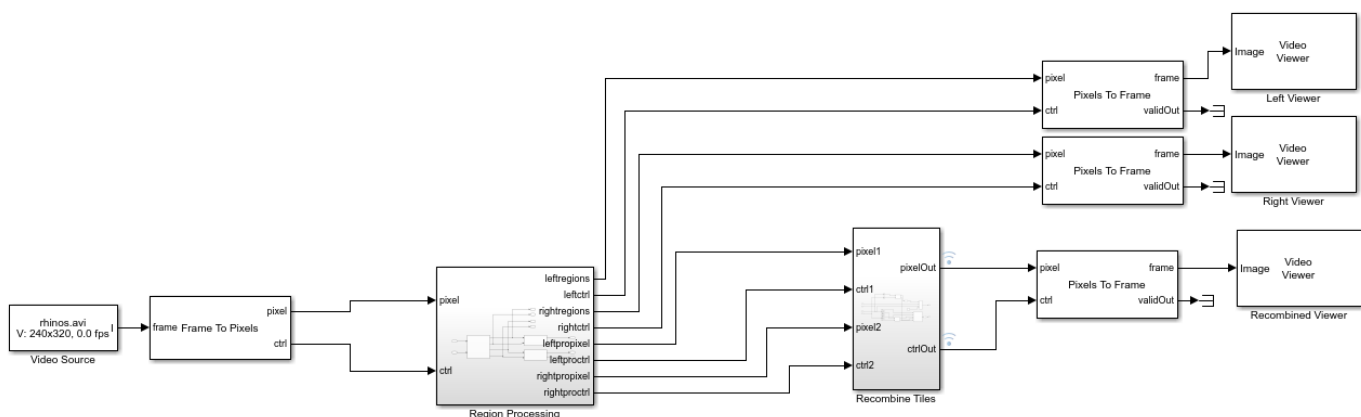 rhinos.avi
V: 240x320, 0.0 fps
I
Video Source
frame
Frame To Pixels
pixel
ctrl
pixel
ctrl
leftregions
leftctrl
rightregions
rightctrl
leftpropixel
leftproctrl
rightpropixel
rightproctrl
Region Processing
pixel
ctrl
Pixels To Frame
frame
validOut
Image
Video
Viewer
Left Viewer
pixel
ctrl
Pixels To Frame
frame
validOut
Image
Video
Viewer
Right Viewer
pixel1
ctrl1
pixel2
ctrl2
pixelOut
ctrlOut
Recombine Tiles
pixel
ctrl
Pixels To Frame
frame
validOut
Image
Video
Viewer
Recombined Viewer